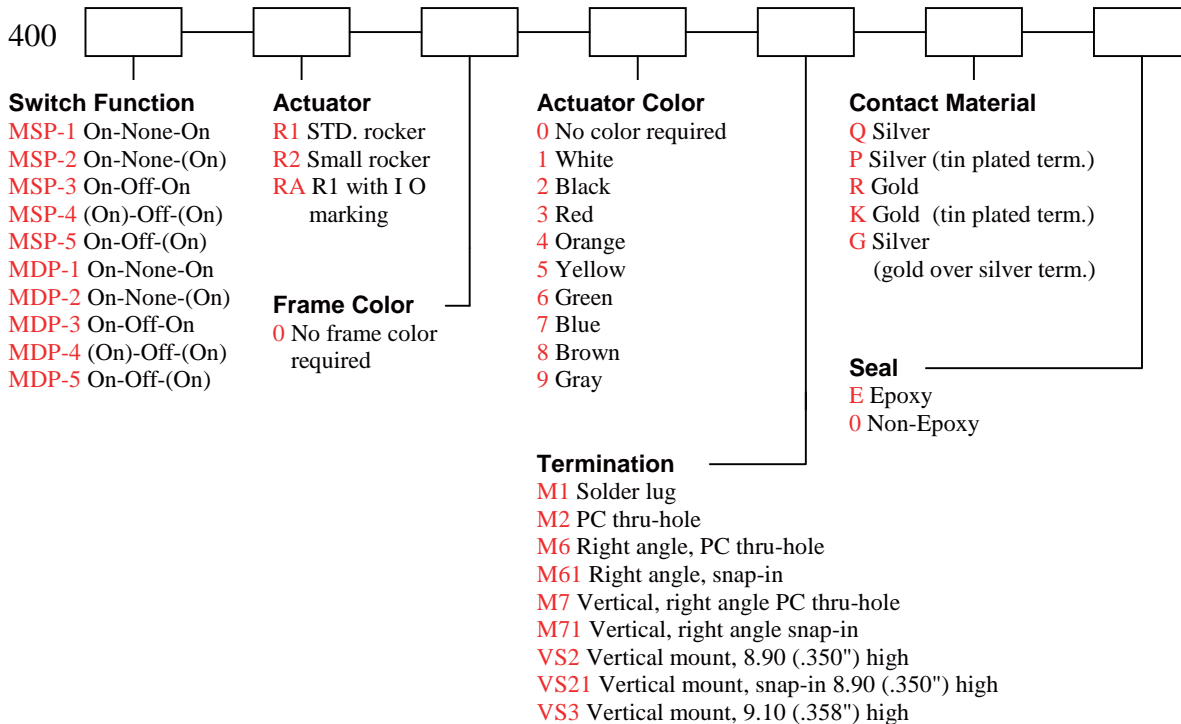 400
Switch Function
MSP-1 On-None-On
MSP-2 On-None-(On)
MSP-3 On-Off-On
MSP-4 (On)-Off-(On)
MSP-5 On-Off-(On)
MDP-1 On-None-On
MDP-2 On-None-(On)
MDP-3 On-Off-On
MDP-4 (On)-Off-(On)
MDP-5 On-Off-(On)
Actuator
R1 STD. rocker
R2 Small rocker
RA R1 with I O
marking
Frame Color
0 No frame color
required
Actuator Color
0 No color required
1 White
2 Black
3 Red
4 Orange
5 Yellow
6 Green
7 Blue
8 Brown
9 Gray
Termination
M1 Solder lug
M2 PC thru-hole
M6 Right angle, PC thru-hole
M61 Right angle, snap-in
M7 Vertical, right angle PC thru-hole
M71 Vertical, right angle snap-in
VS2 Vertical mount, 8.90 (.350") high
VS21 Vertical mount, snap-in 8.90 (.350") high
VS3 Vertical mount, 9.10 (.358") high
Contact Material
Q Silver
P Silver (tin plated term.)
R Gold
K Gold (tin plated term.)
G Silver
(gold over silver term.)
Seal
E Epoxy
0 Non-Epoxy